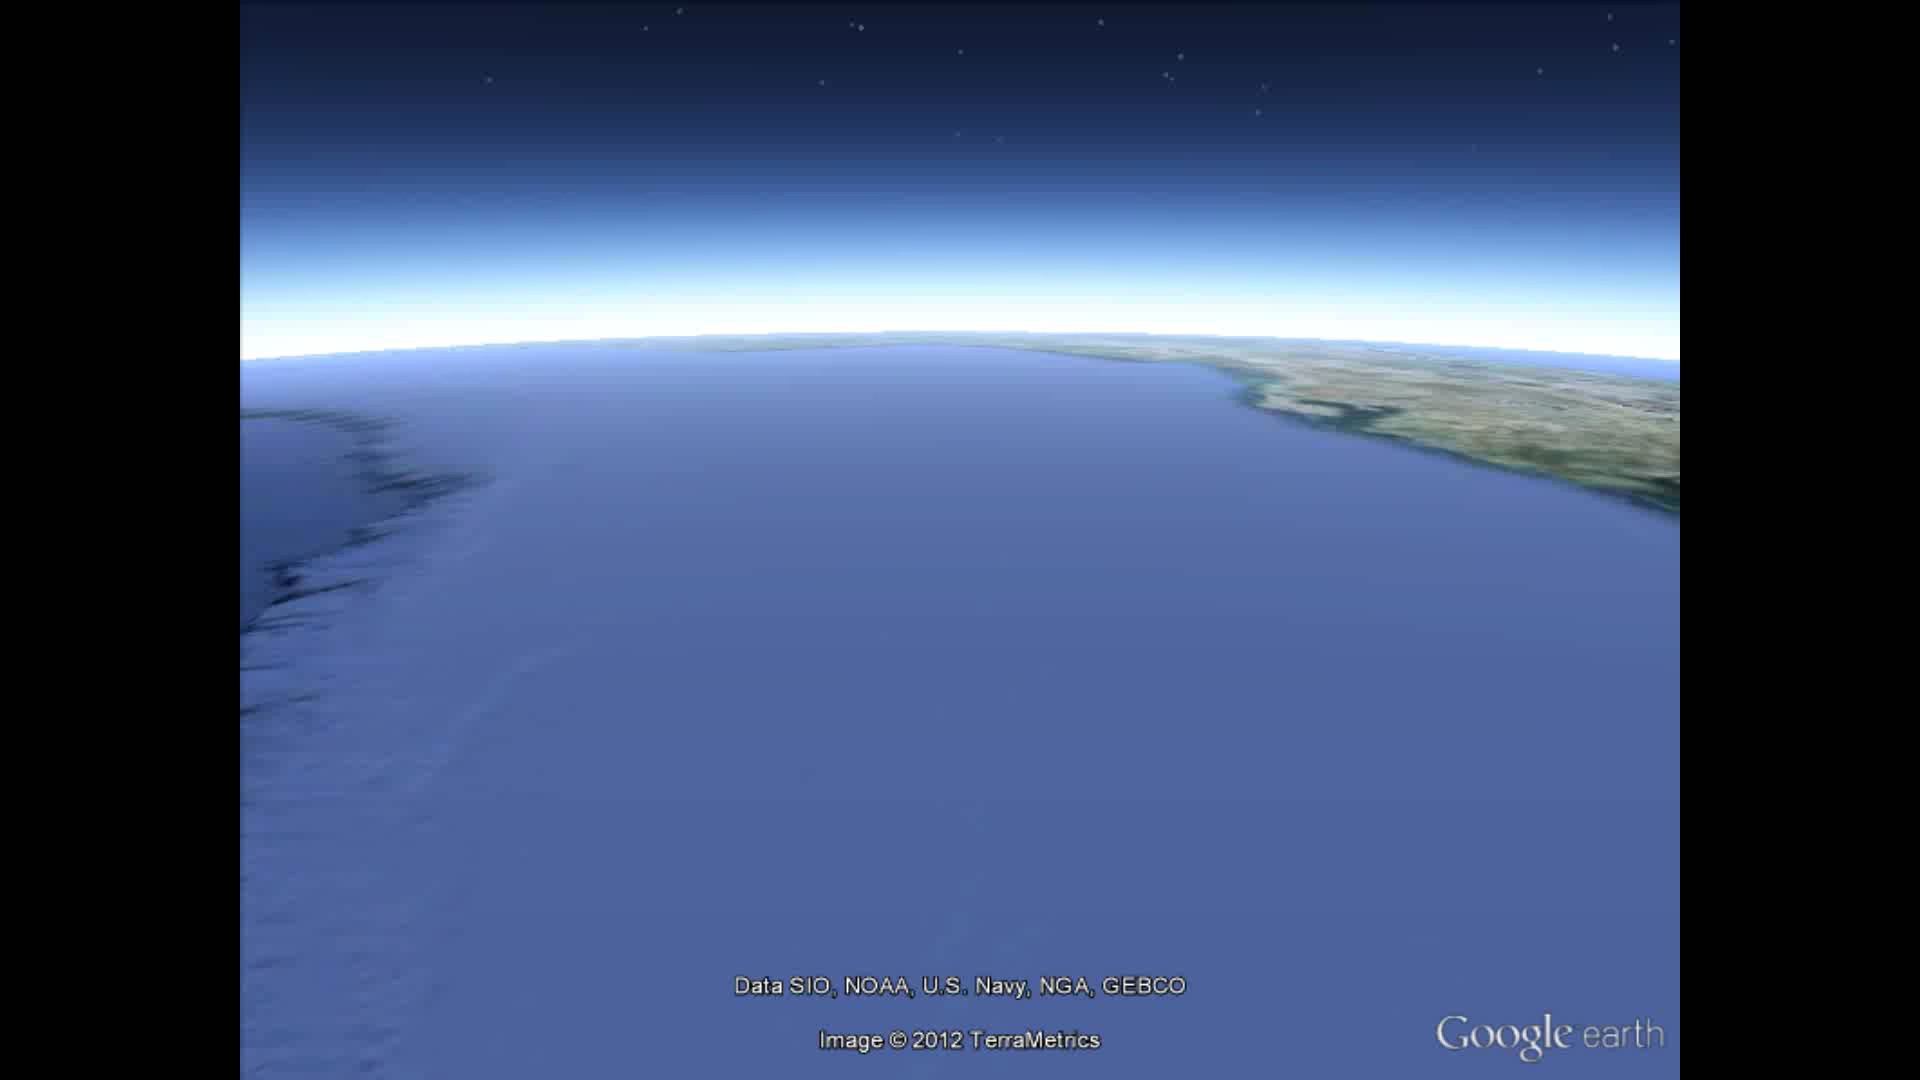 Data SIO, NOAA, U.S. Navy, NGA, GEBCO
Image © 2012 TerraMetrics
Google earth